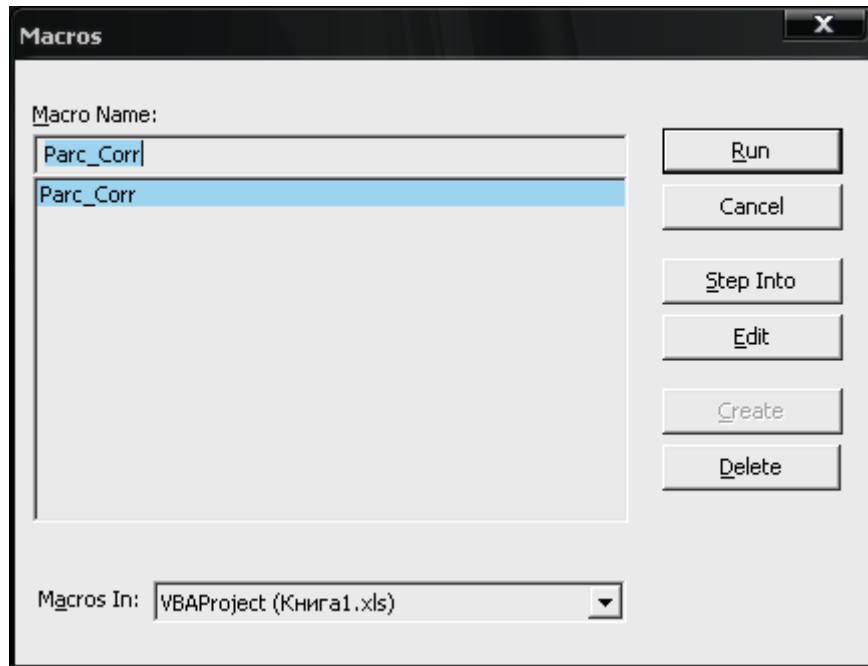 Macros
X
Macro Name:
Parc_Corr
Parc_Corr
Run
Cancel
Step Into
Edit
Create
Delete
Macros In: VBAProject (Книга1.xls)